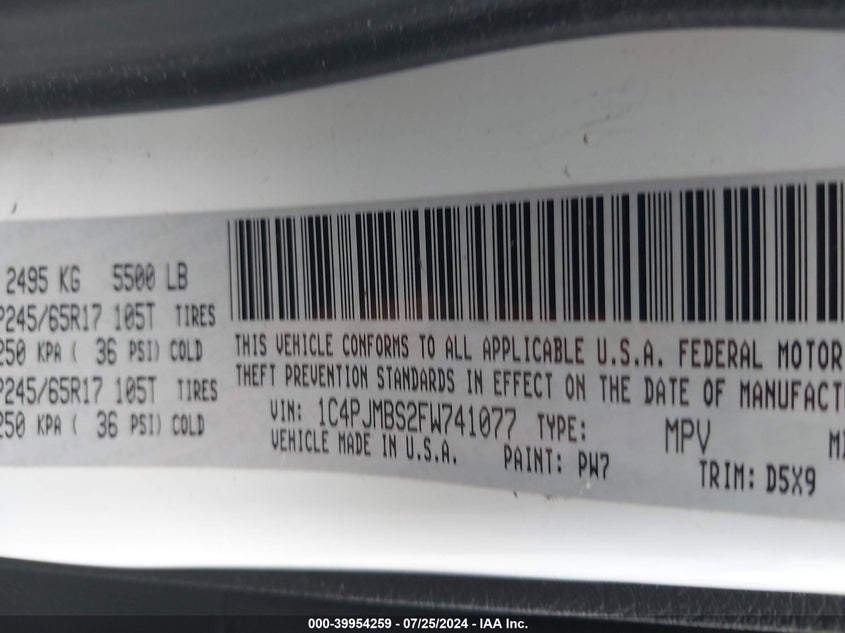 2495 KG 5500 LB
P245/65R17 105T TIRES
250 KPA ( 36 PSI) COLD
P245/65R17 105T TIRES
250 KPA ( 36 PSI) COLD
THIS VEHICLE CONFORMS TO ALL APPLICABLE U.S.A. FEDERAL MOTOR
THEFT PREVENTION STANDARDS IN EFFECT ON THE DATE OF MANUFACT
VIN: 1C4PJMBS2FW741077 TYPE: MPV
VEHICLE MADE IN U.S.A. PAINT: PW7 TRIM: D5X9
000-39954259 - 07/25/2024 - IAA Inc.